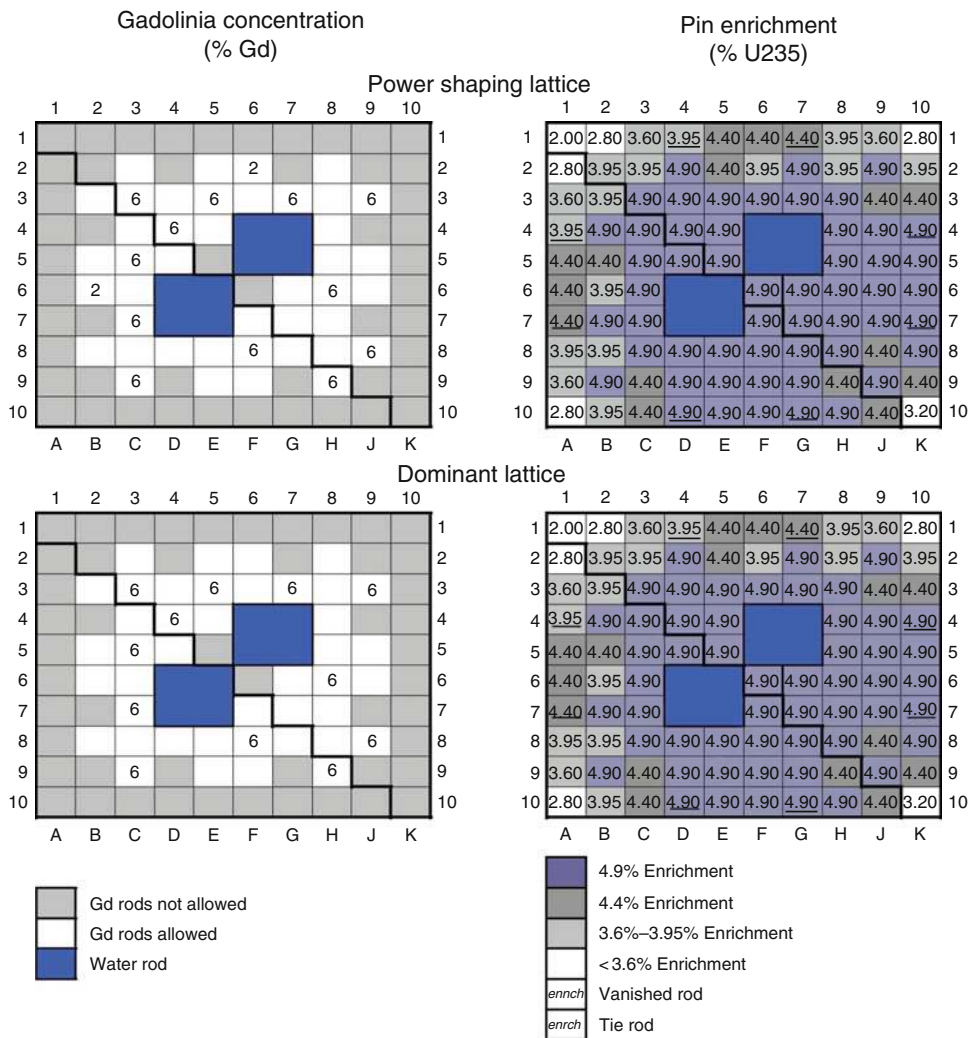 Gadolinia concentration
(% Gd)
Pin enrichment
(% U235)
Power shaping lattice
1 2 3 4 5 6 7 8 9 10
1 1
2 2 2
3 6 6 6 6 3
4 6 4
5 6 5
6 2 6 6
7 6 7
8 6 6 8
9 6 6 9
10 10
A B C D E F G H J K
1 2 3 4 5 6 7 8 9 10
1 2.00 2.80 3.60 3.95 4.40 4.40 4.40 3.95 3.60 2.80 1
2 2.80 3.95 3.95 4.90 4.40 3.95 4.90 3.95 4.90 3.95 2
3 3.60 3.95 4.90 4.90 4.90 4.90 4.90 4.90 4.40 4.40 3
4 3.95 4.90 4.90 4.90 4.90 4.90 4.90 4.90 4
5 4.40 4.40 4.90 4.90 4.90 4.90 4.90 4.90 5
6 4.40 3.95 4.90 4.90 4.90 4.90 4.90 4.90 6
7 4.40 4.90 4.90 4.90 4.90 4.90 4.90 4.90 7
8 3.95 3.95 4.90 4.90 4.90 4.90 4.90 4.90 4.40 4.90 8
9 3.60 4.90 4.40 4.90 4.90 4.90 4.90 4.40 4.90 4.40 9
10 2.80 3.95 4.40 4.90 4.90 4.90 4.90 4.90 4.40 3.20 10
A B C D E F G H J K
Dominant lattice
1 2 3 4 5 6 7 8 9 10
1 1
2 2
3 6 6 6 6 3
4 6 4
5 6 5
6 6 6
7 6 7
8 6 6 8
9 6 6 9
10 10
A B C D E F G H J K
1 2 3 4 5 6 7 8 9 10
1 2.00 2.80 3.60 3.95 4.40 4.40 4.40 3.95 3.60 2.80 1
2 2.80 3.95 3.95 4.90 4.40 3.95 4.90 3.95 4.90 3.95 2
3 3.60 3.95 4.90 4.90 4.90 4.90 4.90 4.90 4.40 4.40 3
4 3.95 4.90 4.90 4.90 4.90 4.90 4.90 4.90 4
5 4.40 4.40 4.90 4.90 4.90 4.90 4.90 4.90 5
6 4.40 3.95 4.90 4.90 4.90 4.90 4.90 4.90 6
7 4.40 4.90 4.90 4.90 4.90 4.90 4.90 4.90 7
8 3.95 3.95 4.90 4.90 4.90 4.90 4.90 4.90 4.40 4.90 8
9 3.60 4.90 4.40 4.90 4.90 4.90 4.90 4.40 4.90 4.40 9
10 2.80 3.95 4.40 4.90 4.90 4.90 4.90 4.90 4.40 3.20 10
A B C D E F G H J K
Gd rods not allowed
Gd rods allowed
Water rod
4.9% Enrichment
4.4% Enrichment
3.6%–3.95% Enrichment
<3.6% Enrichment
ennch Vanished rod
enrch Tie rod